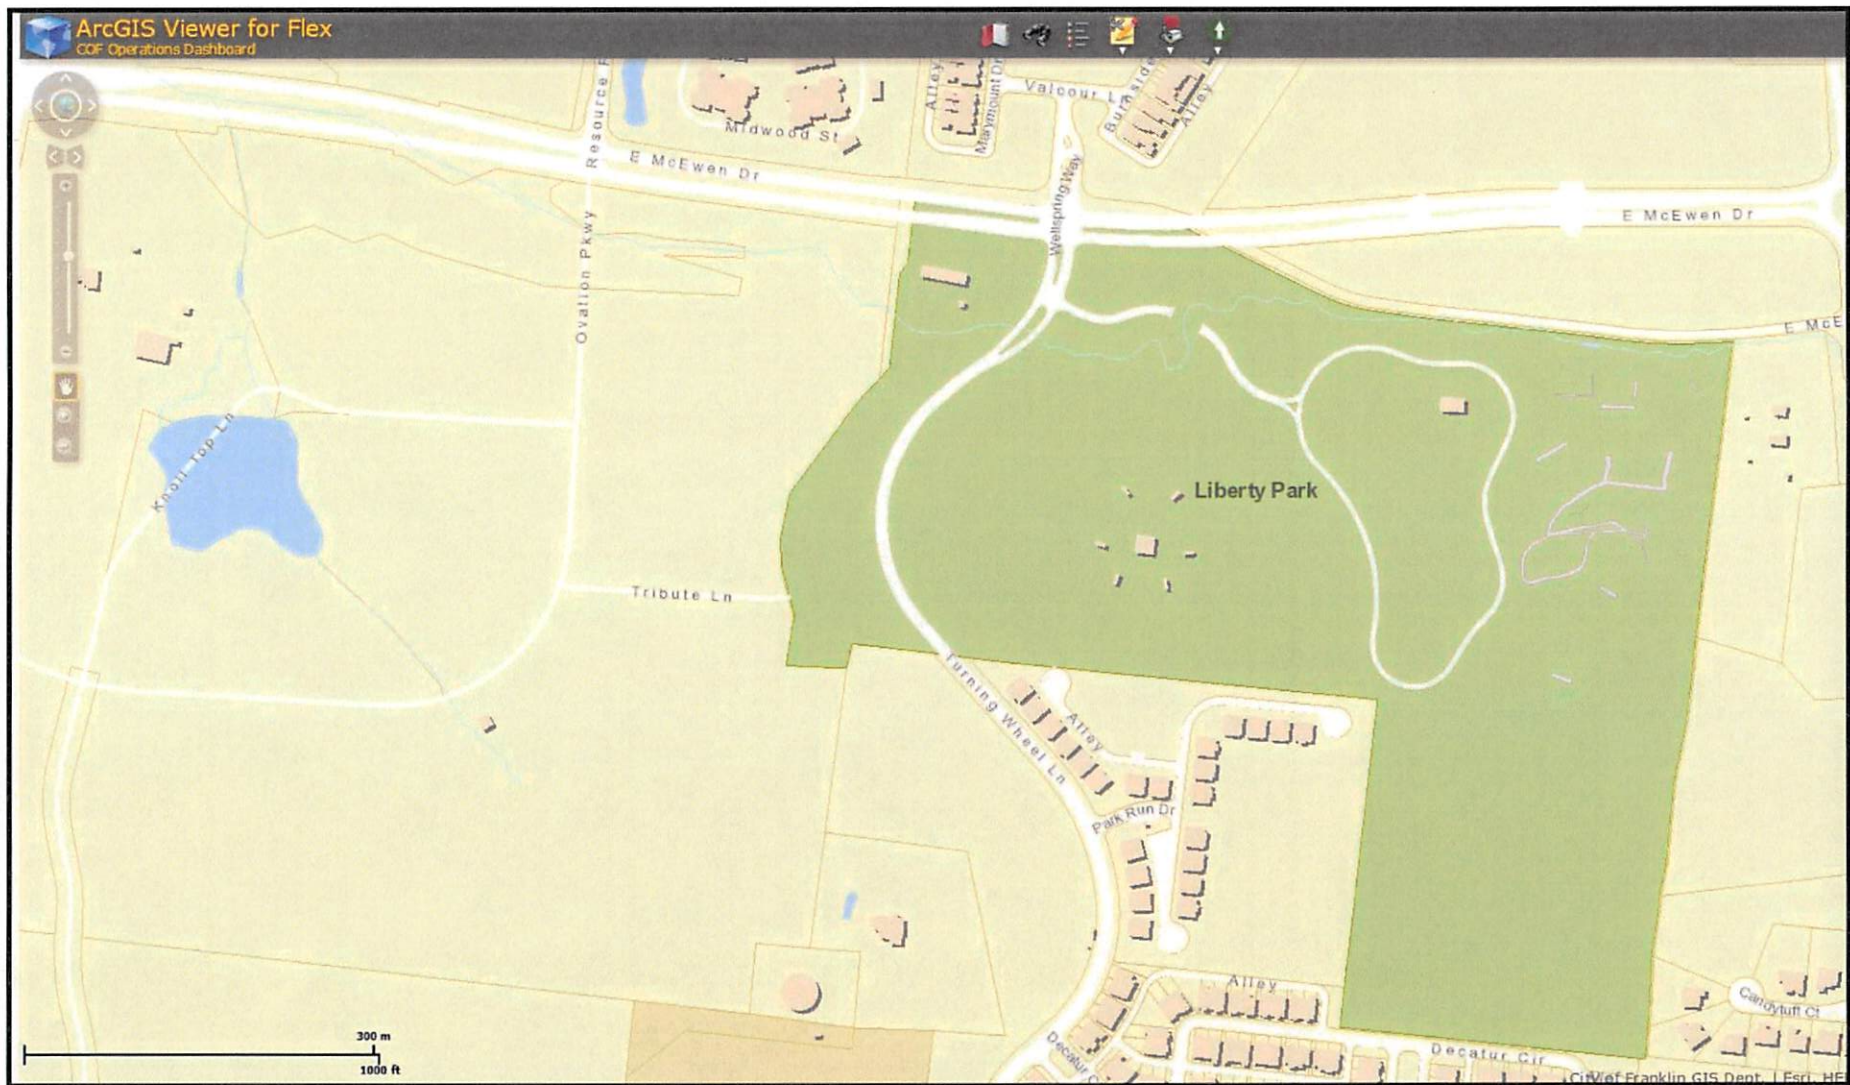 ArcGIS Viewer for Flex
COF Operations Dashboard
Resource
Alley
Marymount Dr
Valcour Ln
Burnside
Alley
Midwood St
E McEwen Dr
Wellspring Way
E McEwen Dr
Ovation Pkwy
E McE
Knoll Top Ln
Liberty Park
Tribute Ln
Turning Wheel Ln
Alley
Park Run Dr
Alley
Candytuft Ct
Decatur C
Decatur Cir
300 m
1000 ft
of Franklin GIS Dept. | Esri, HE